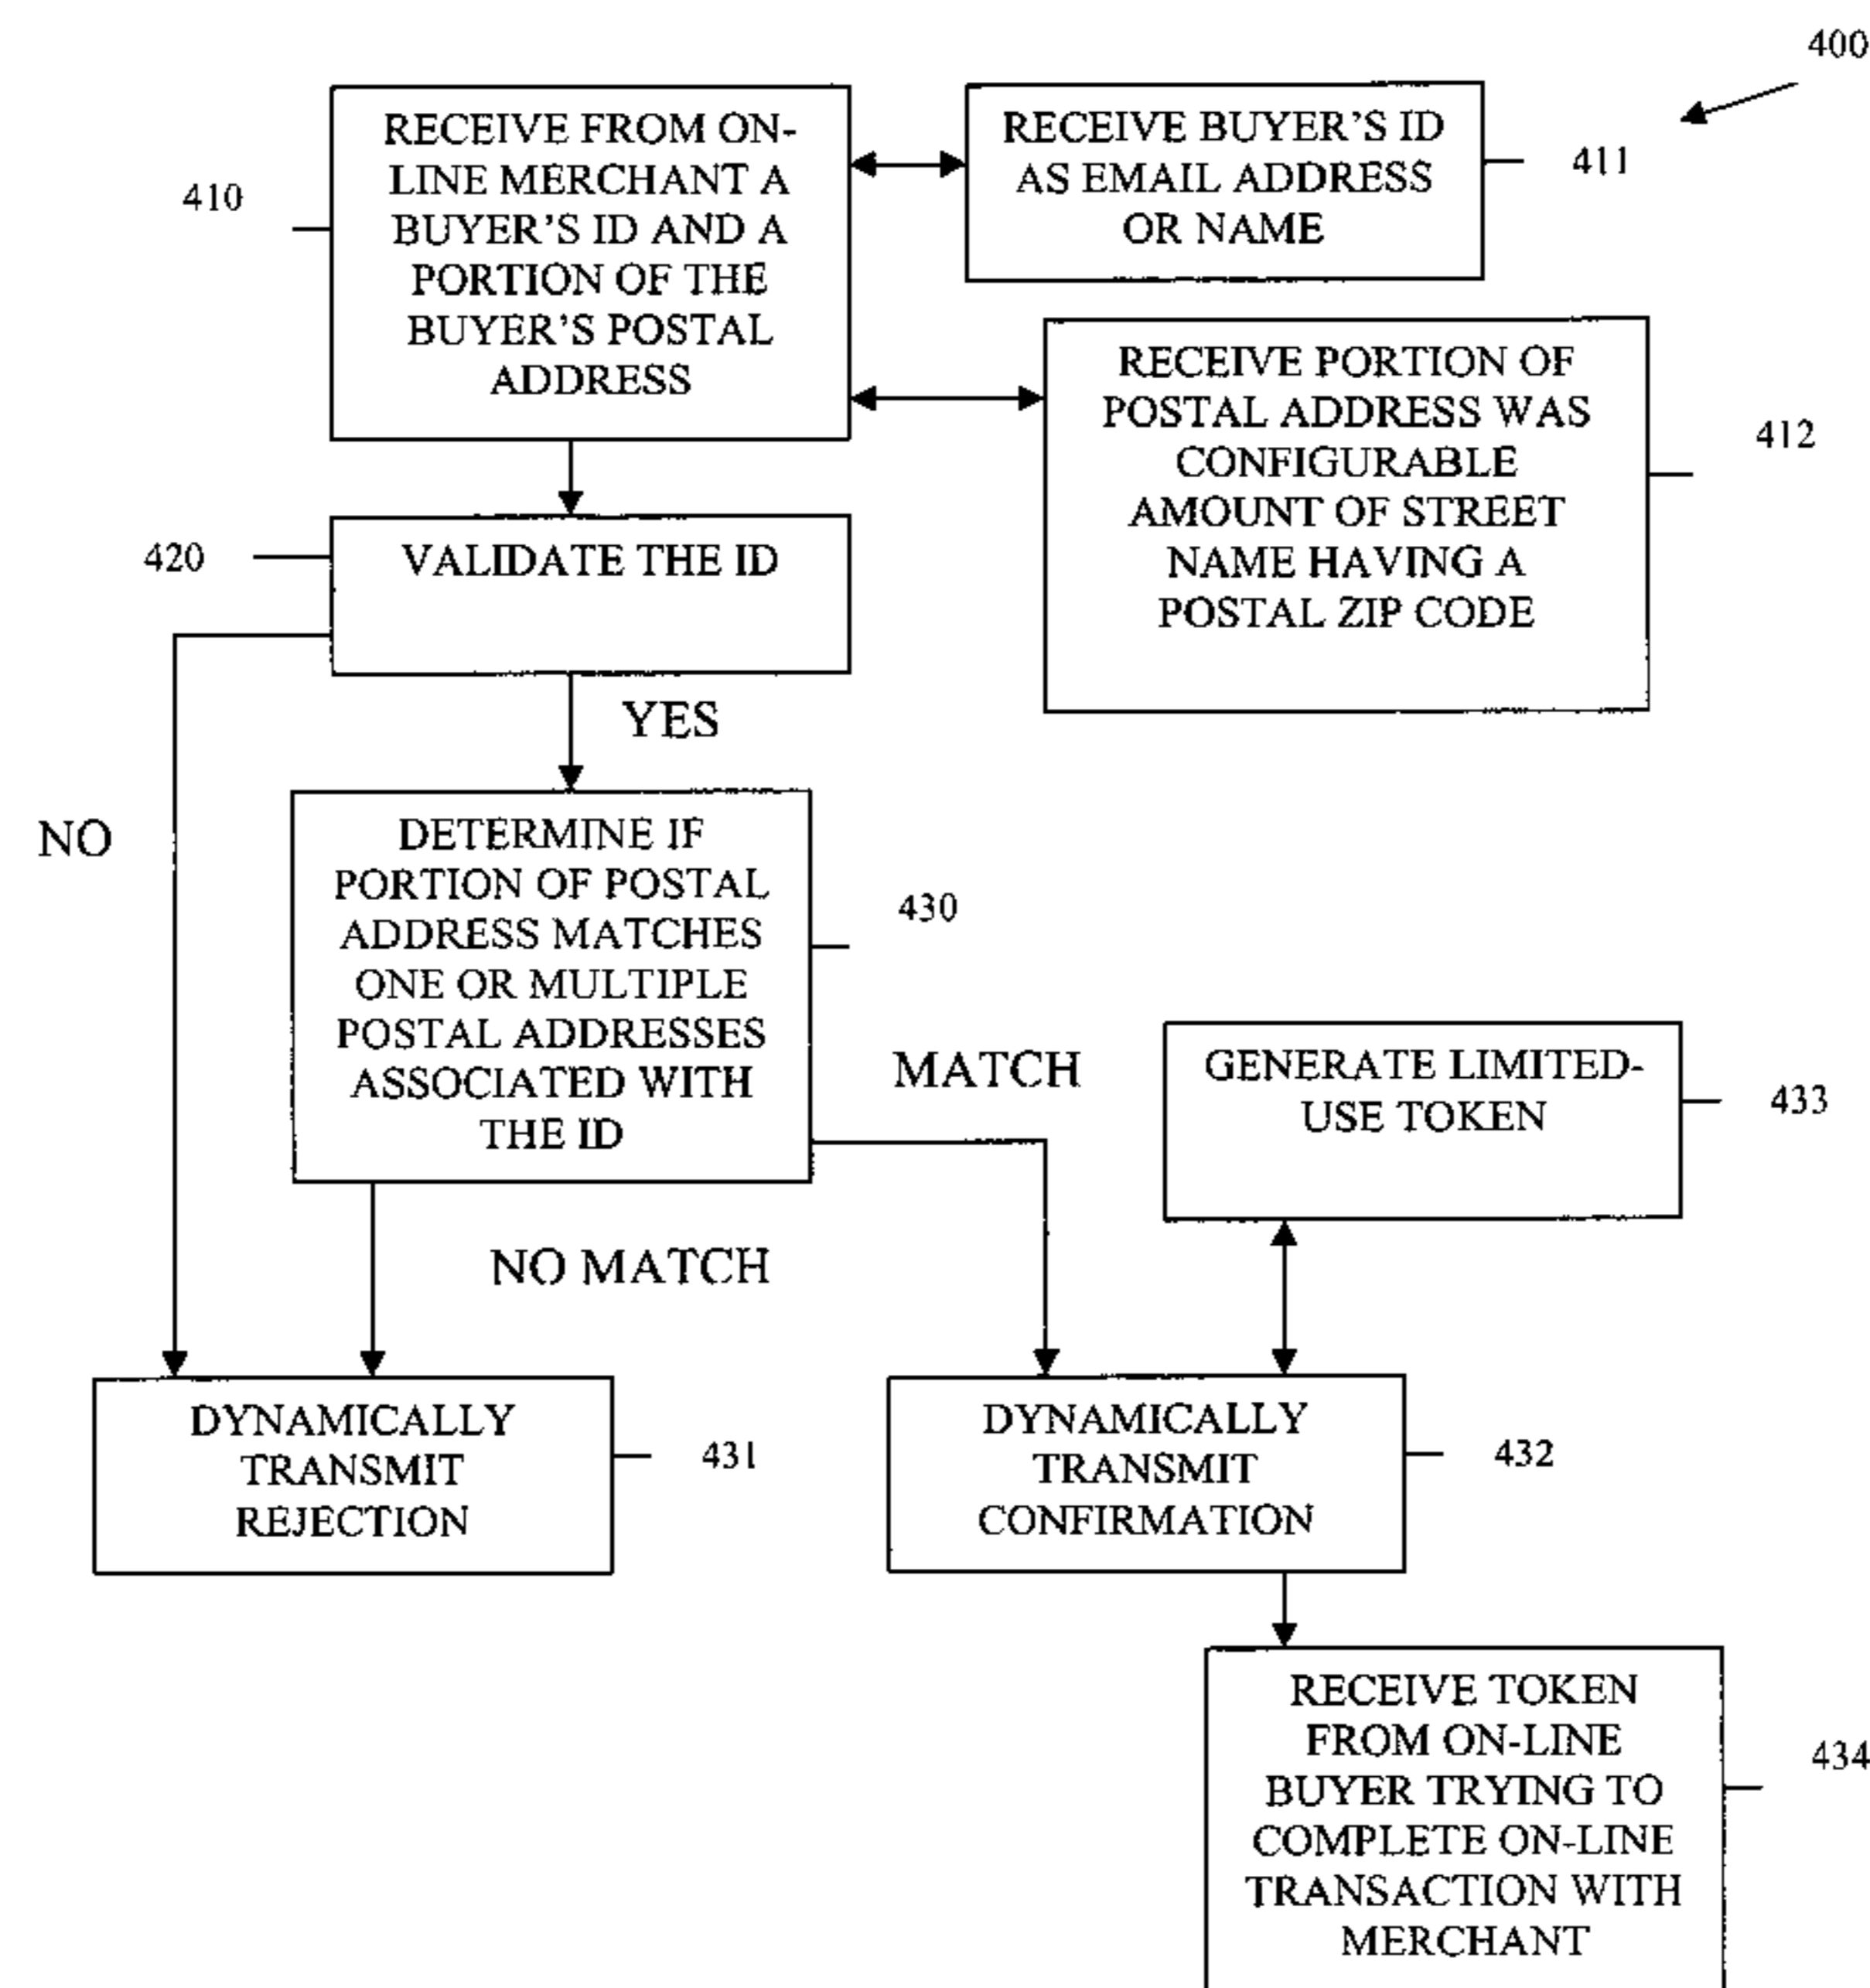 400
RECEIVE FROM ON-
LINE MERCHANT A
BUYER'S ID AND A
PORTION OF THE
BUYER'S POSTAL
ADDRESS
410
RECEIVE BUYER'S ID
AS EMAIL ADDRESS
OR NAME
411
RECEIVE PORTION OF
POSTAL ADDRESS WAS
CONFIGURABLE
AMOUNT OF STREET
NAME HAVING A
POSTAL ZIP CODE
412
420
VALIDATE THE ID
YES
NO
DETERMINE IF
PORTION OF POSTAL
ADDRESS MATCHES
ONE OR MULTIPLE
POSTAL ADDRESSES
ASSOCIATED WITH
THE ID
430
MATCH
GENERATE LIMITED-
USE TOKEN
433
NO MATCH
DYNAMICALLY
TRANSMIT
REJECTION
431
DYNAMICALLY
TRANSMIT
CONFIRMATION
432
RECEIVE TOKEN
FROM ON-LINE
BUYER TRYING TO
COMPLETE ON-LINE
TRANSACTION WITH
MERCHANT
434